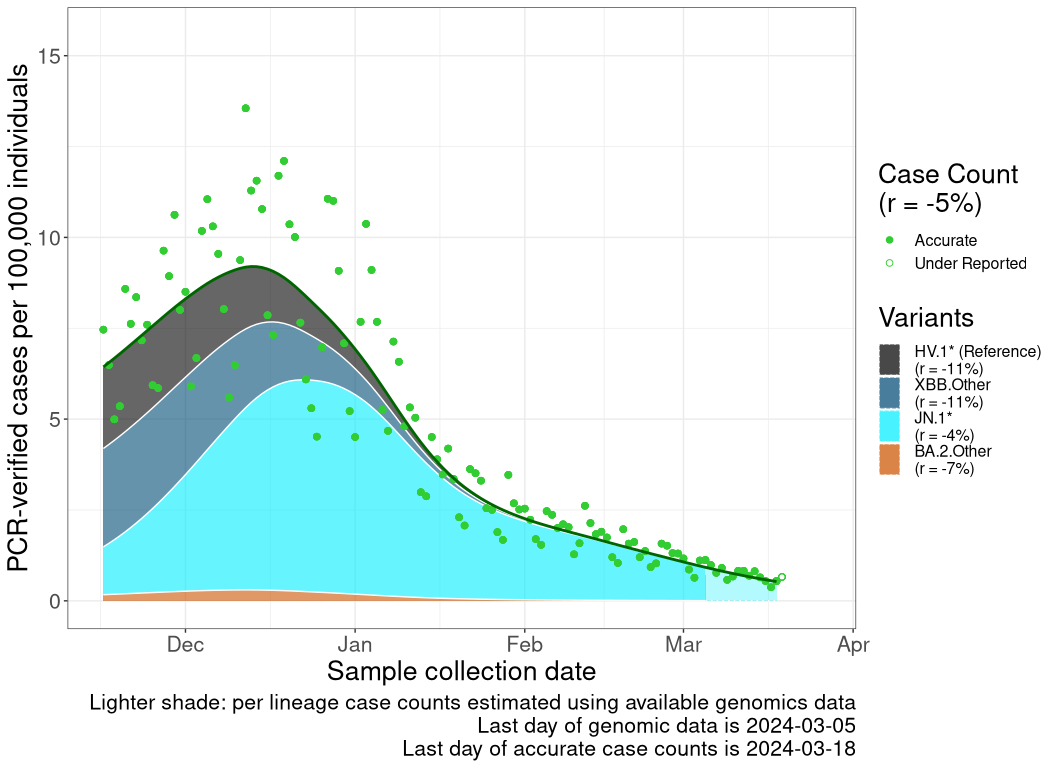 PCR-verified cases per 100,000 individuals
15
10
5
0
Dec
Jan
Feb
Mar
Apr
Sample collection date
Lighter shade: per lineage case counts estimated using available genomics data
Last day of genomic data is 2024-03-05
Last day of accurate case counts is 2024-03-18
Case Count
(r = -5%)
Accurate
Under Reported
Variants
HV.1* (Reference)
(r = -11%)
XBB.Other
(r = -11%)
JN.1*
(r = -4%)
BA.2.Other
(r = -7%)